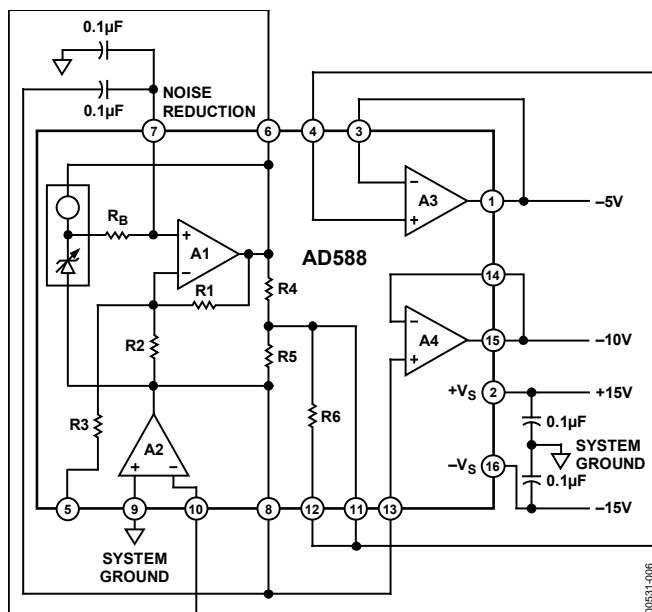 0.1µF
0.1µF
NOISE
REDUCTION
7
6
4
3
RB
A1
A3
1
–5V
AD588
R1
R4
14
R2
R5
A4
15
–10V
R3
R6
+VS
2
+15V
0.1µF
A2
SYSTEM
GROUND
–VS
16
0.1µF
–15V
5
9
10
8
12
11
13
SYSTEM
GROUND
00531-006